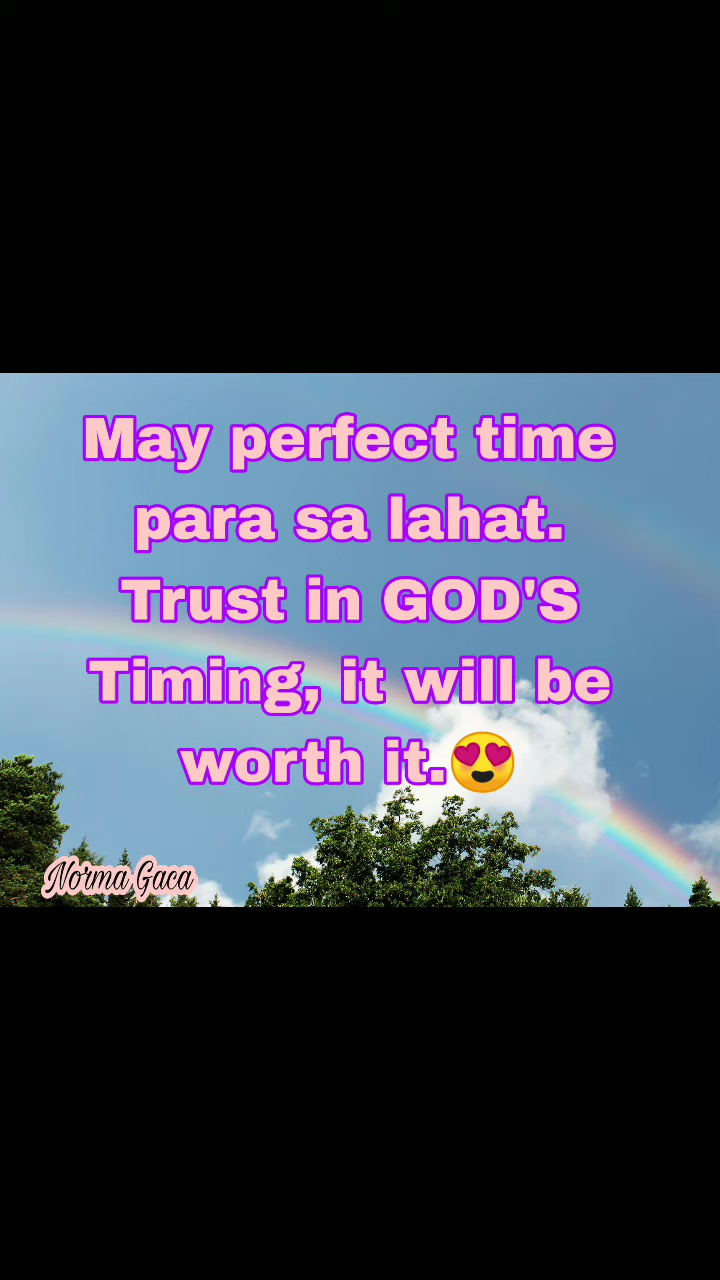 May perfect time
para sa lahat.
Trust in GOD'S
Timing, it will be
worth it.😍
Norma Gaca